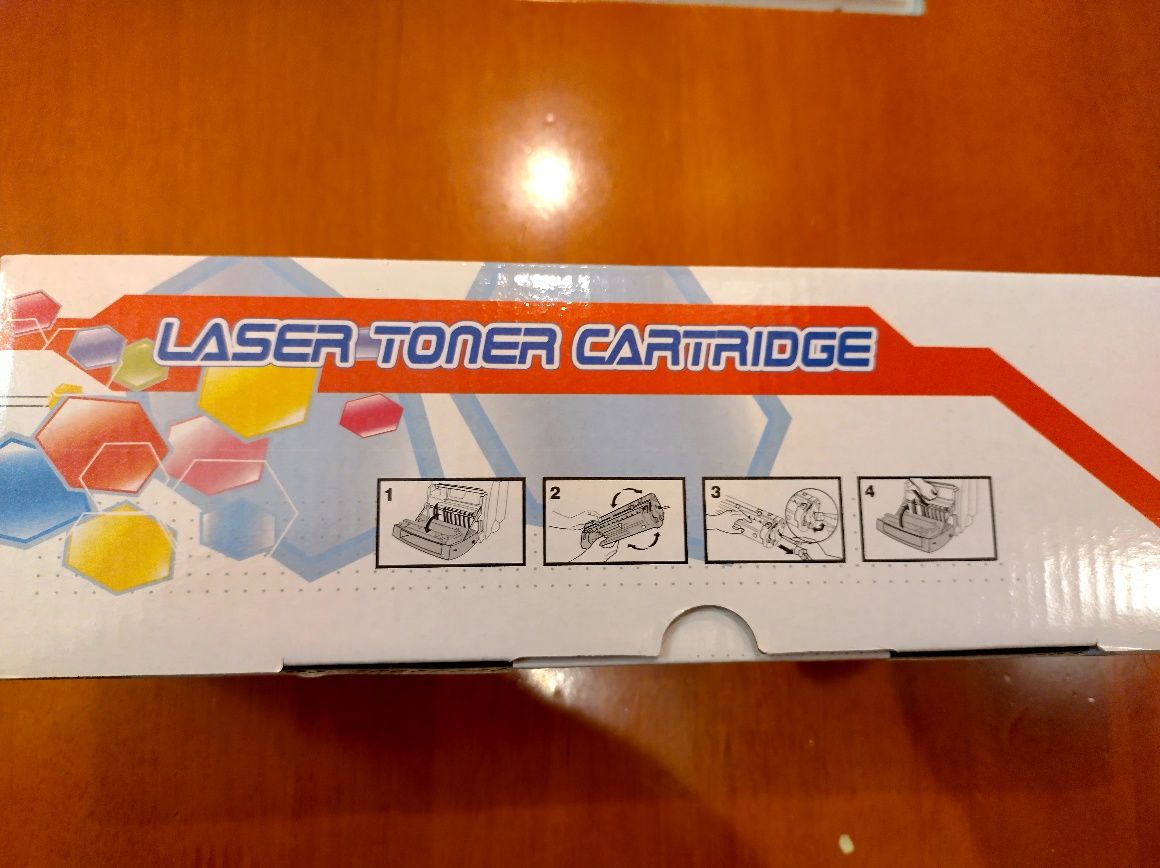 LASER TONER CARTRIDGE
1 2 3 4